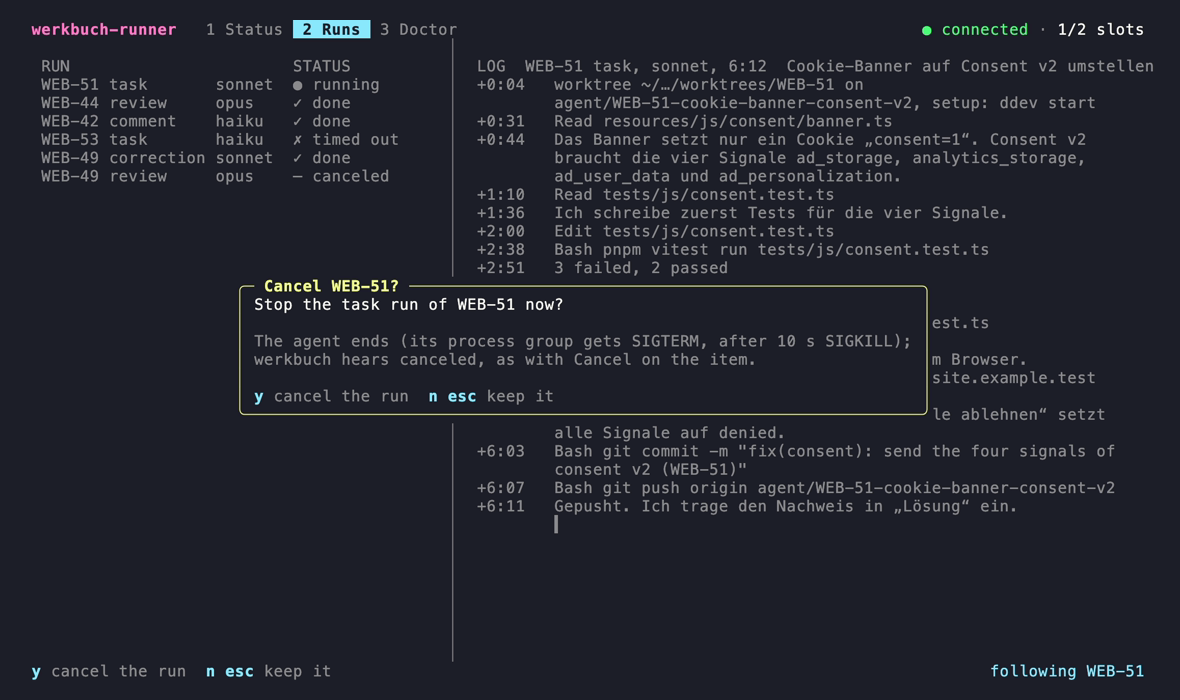 werkbuch-runner 1 Status 2 Runs 3 Doctor ● connected · 1/2 slots
RUN STATUS
WEB-51 task sonnet ● running
WEB-44 review opus ✓ done
WEB-42 comment haiku ✓ done
WEB-53 task haiku ✗ timed out
WEB-49 correction sonnet ✓ done
WEB-49 review opus – canceled
LOG WEB-51 task, sonnet, 6:12 Cookie-Banner auf Consent v2 umstellen
+0:04 worktree ~/…/worktrees/WEB-51 on
agent/WEB-51-cookie-banner-consent-v2, setup: ddev start
+0:31 Read resources/js/consent/banner.ts
+0:44 Das Banner setzt nur ein Cookie „consent=1“. Consent v2
braucht die vier Signale ad_storage, analytics_storage,
ad_user_data und ad_personalization.
+1:10 Read tests/js/consent.test.ts
+1:36 Ich schreibe zuerst Tests für die vier Signale.
+2:00 Edit tests/js/consent.test.ts
+2:38 Bash pnpm vitest run tests/js/consent.test.ts
+2:51 3 failed, 2 passed
Cancel WEB-51?
Stop the task run of WEB-51 now?
The agent ends (its process group gets SIGTERM, after 10 s SIGKILL);
werkbuch hears canceled, as with Cancel on the item.
y cancel the run n esc keep it
est.ts
m Browser.
site.example.test
le ablehnen“ setzt
alle Signale auf denied.
+6:03 Bash git commit -m "fix(consent): send the four signals of
consent v2 (WEB-51)"
+6:07 Bash git push origin agent/WEB-51-cookie-banner-consent-v2
+6:11 Gepusht. Ich trage den Nachweis in „Lösung“ ein.
y cancel the run n esc keep it following WEB-51